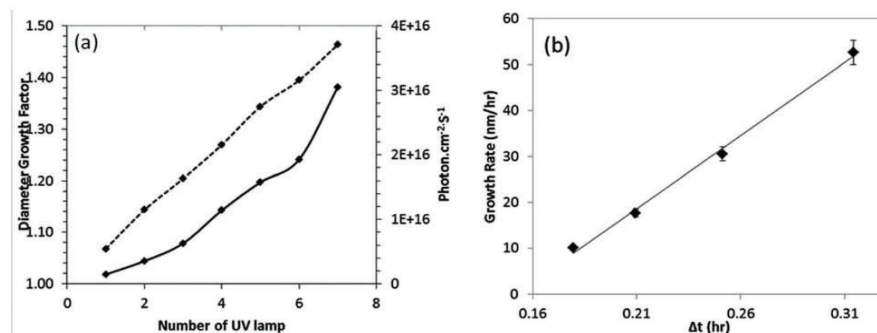 (a)
1.50
1.40
1.30
1.20
1.10
1.00
Diameter Growth Factor
4E+16
3E+16
2E+16
1E+16
0
Photon.cm⁻²·S⁻¹
0 2 4 6 8
Number of UV lamp
(b)
60
50
40
30
20
10
0
Growth Rate (nm/hr)
0.16 0.21 0.26 0.31
Δt (hr)